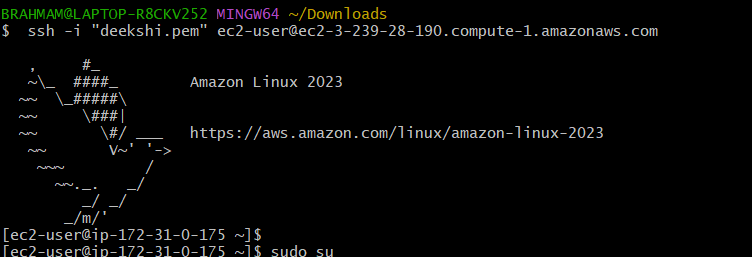 BRAHMAM@LAPTOP-R8CKV252 MINGW64 ~/Downloads
$  ssh -i "deekshi.pem" ec2-user@ec2-3-239-28-190.compute-1.amazonaws.com
   ,     #_
   ~\_  ####_        Amazon Linux 2023
  ~~  \_#####\
  ~~     \###|
  ~~       \#/ ___   https://aws.amazon.com/linux/amazon-linux-2023
   ~~       V~' '->
    ~~~         /
      ~~._.   _/
         _/ _/
       _/m/'
[ec2-user@ip-172-31-0-175 ~]$
[ec2-user@ip-172-31-0-175 ~]$ sudo su